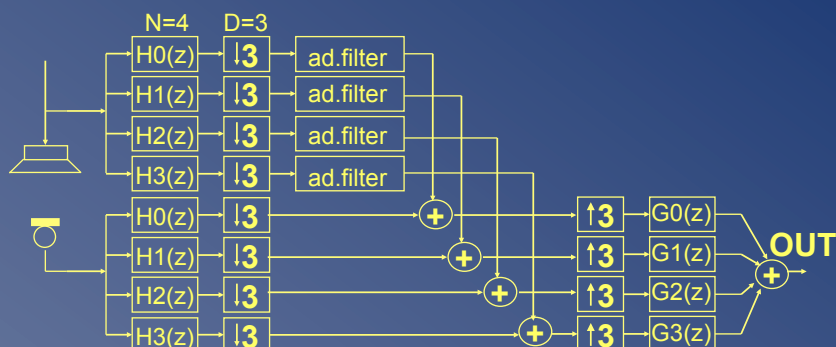 N=4 D=3
H0(z) ↓3 ad.filter
H1(z) ↓3 ad.filter
H2(z) ↓3 ad.filter
H3(z) ↓3 ad.filter
H0(z) ↓3 + ↑3 G0(z)
OUT
H1(z) ↓3 + ↑3 G1(z)
+
H2(z) ↓3 + ↑3 G2(z)
H3(z) ↓3 + ↑3 G3(z)